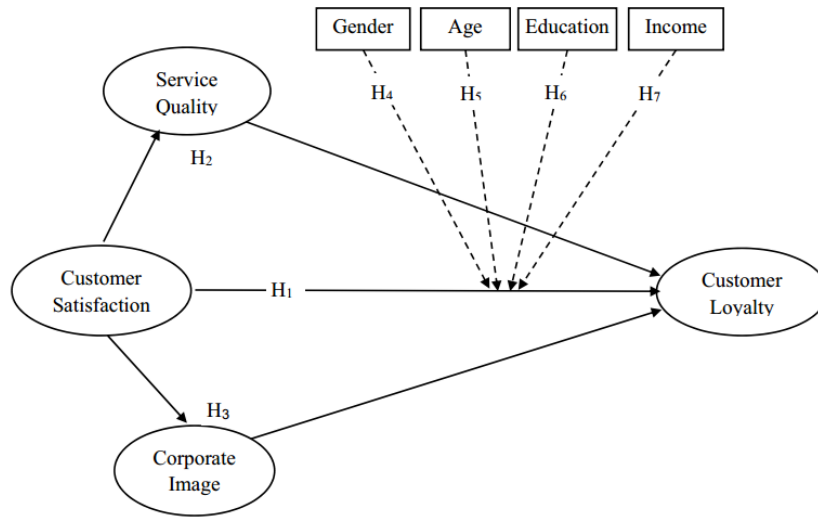 Gender
Age
Education
Income
H4
H5
H6
H7
Service
Quality
H2
Customer
Satisfaction
H1
Customer
Loyalty
H3
Corporate
Image